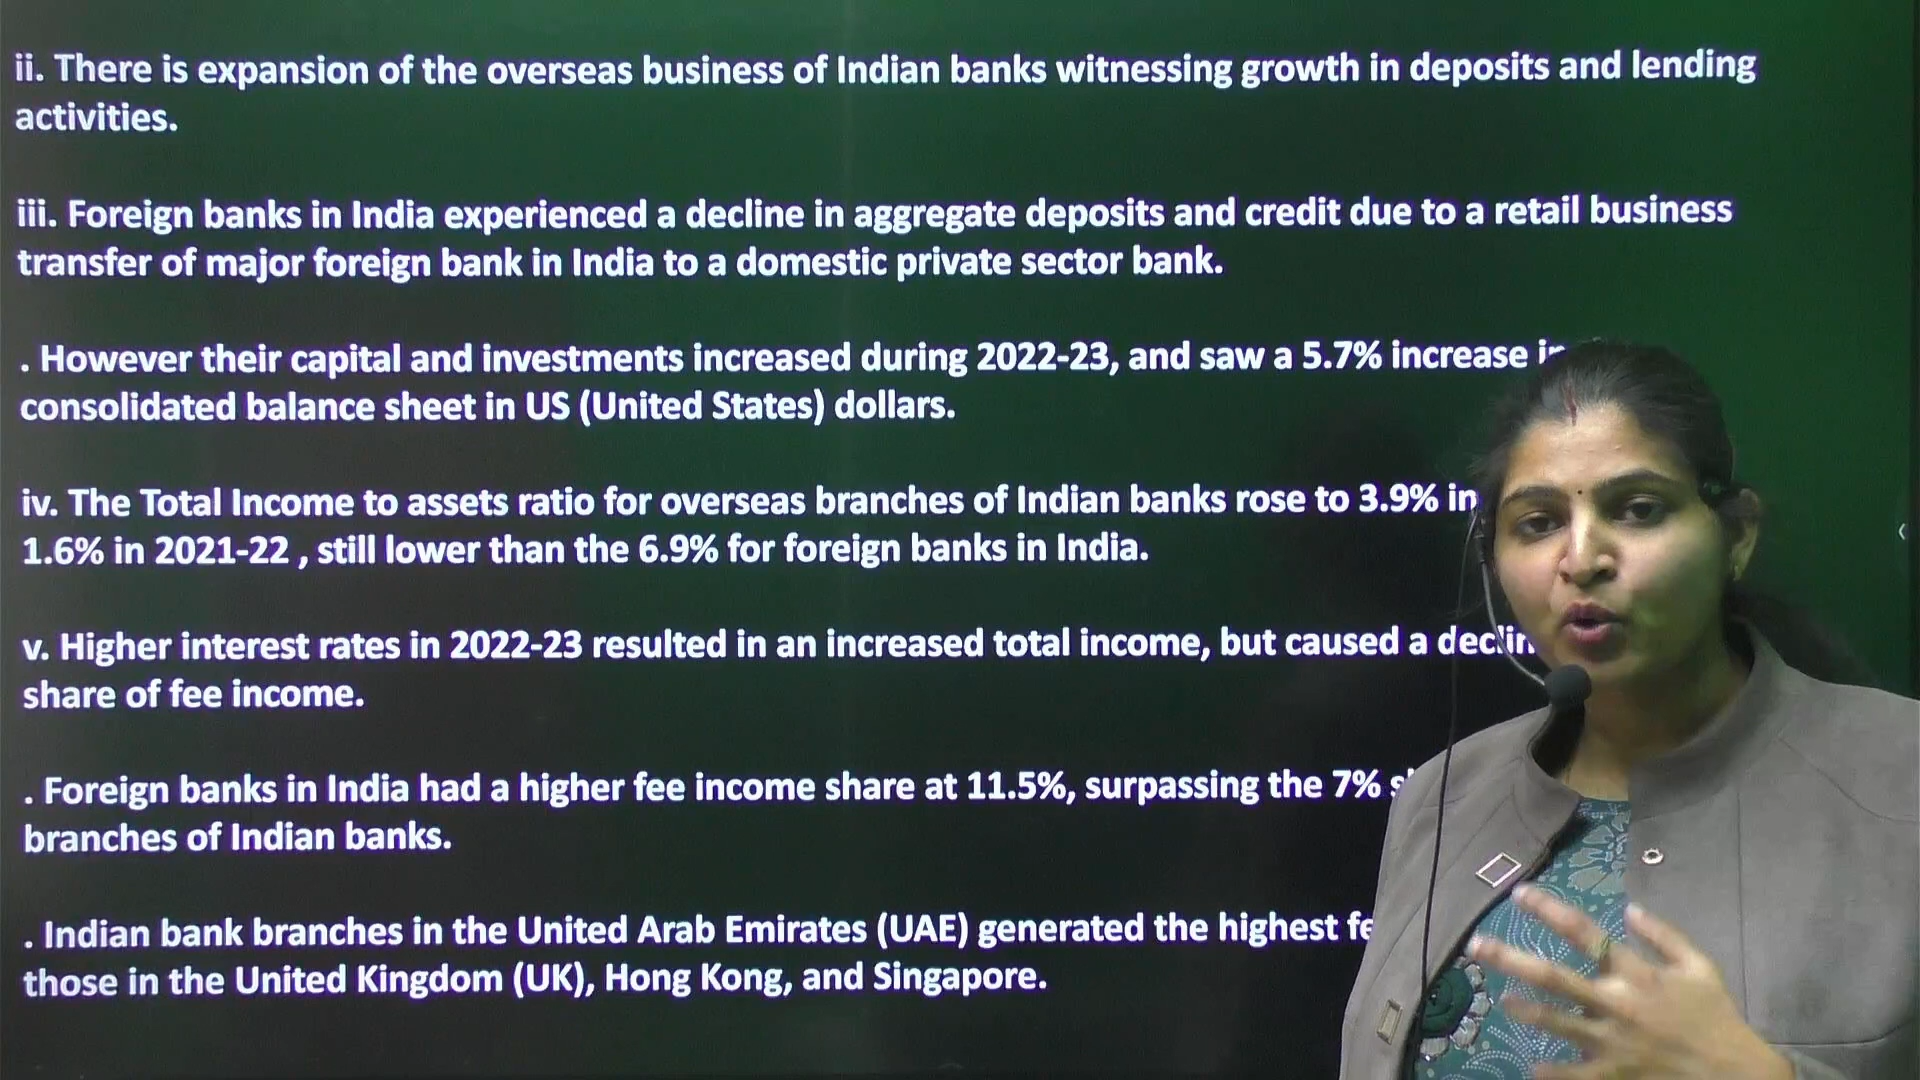 ii. There is expansion of the overseas business of Indian banks witnessing growth in deposits and lending
activities.
iii. Foreign banks in India experienced a decline in aggregate deposits and credit due to a retail business
transfer of major foreign bank in India to a domestic private sector bank.
. However their capital and investments increased during 2022-23, and saw a 5.7% increase in
consolidated balance sheet in US (United States) dollars.
iv. The Total Income to assets ratio for overseas branches of Indian banks rose to 3.9% in
1.6% in 2021-22 , still lower than the 6.9% for foreign banks in India.
v. Higher interest rates in 2022-23 resulted in an increased total income, but caused a
share of fee income.
. Foreign banks in India had a higher fee income share at 11.5%, surpassing the 7%
branches of Indian banks.
. Indian bank branches in the United Arab Emirates (UAE) generated the highest
those in the United Kingdom (UK), Hong Kong, and Singapore.